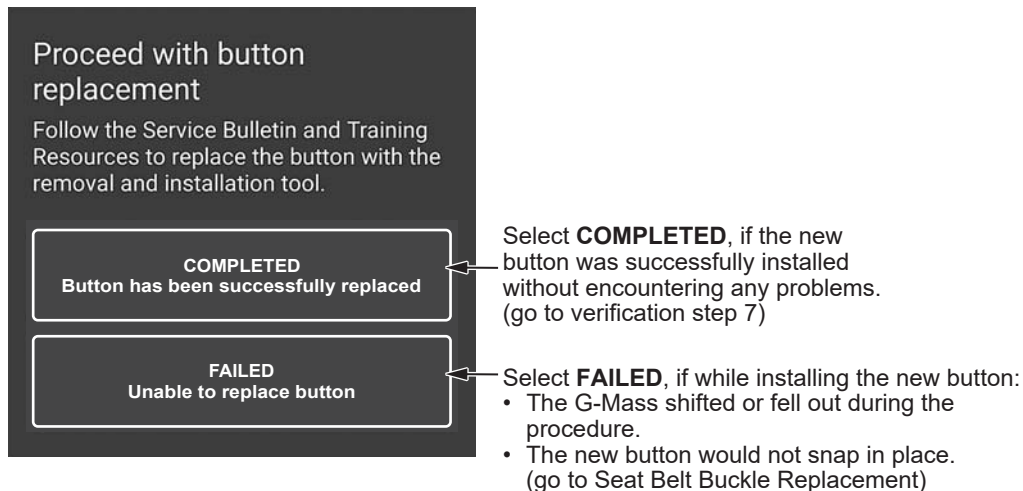 Proceed with button
replacement
Follow the Service Bulletin and Training
Resources to replace the button with the
removal and installation tool.
COMPLETED
Button has been successfully replaced
FAILED
Unable to replace button
Select COMPLETED, if the new
button was successfully installed
without encountering any problems.
(go to verification step 7)
Select FAILED, if while installing the new button:
• The G-Mass shifted or fell out during the
procedure.
• The new button would not snap in place.
(go to Seat Belt Buckle Replacement)